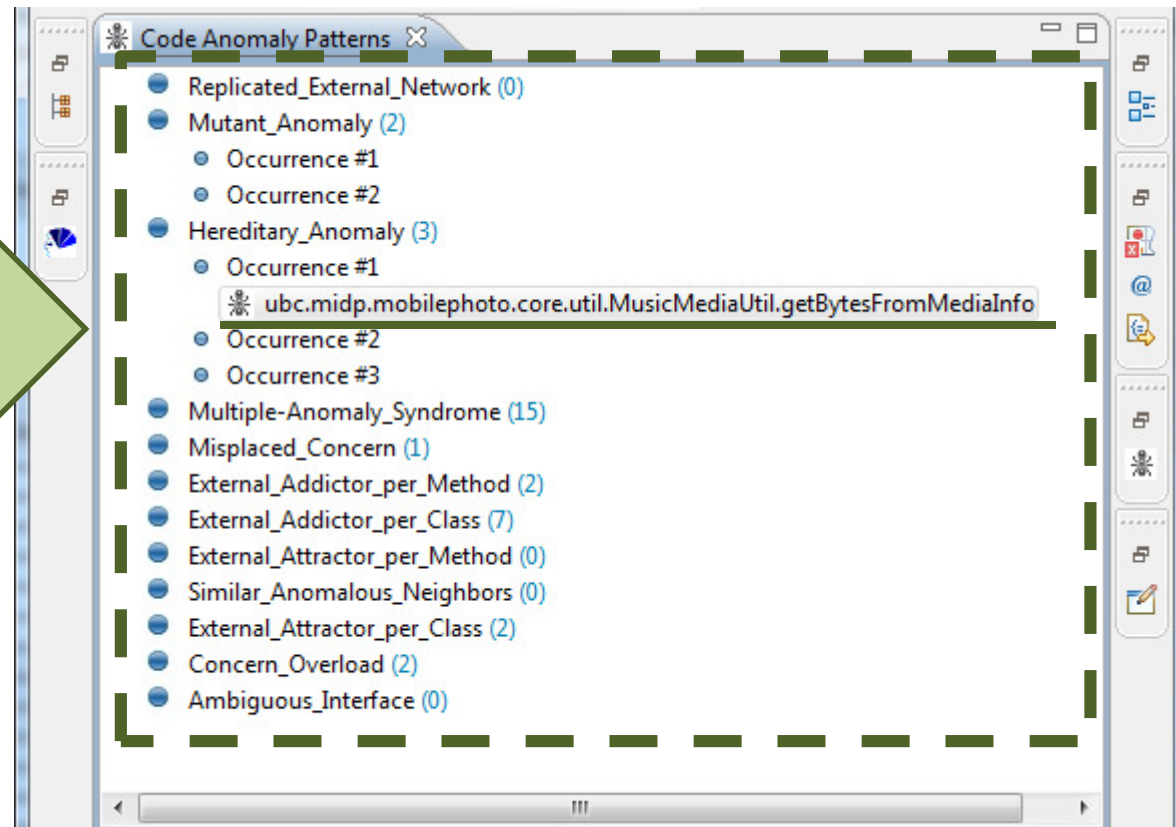 Code Anomaly Patterns
Replicated_External_Network (0)
Mutant_Anomaly (2)
Occurrence #1
Occurrence #2
Hereditary_Anomaly (3)
Occurrence #1
ubc.midp.mobilephoto.core.util.MusicMediaUtil.getBytesFromMediaInfo
Occurrence #2
Occurrence #3
Multiple-Anomaly_Syndrome (15)
Misplaced_Concern (1)
External_Addictor_per_Method (2)
External_Addictor_per_Class (7)
External_Attractor_per_Method (0)
Similar_Anomalous_Neighbors (0)
External_Attractor_per_Class (2)
Concern_Overload (2)
Ambiguous_Interface (0)